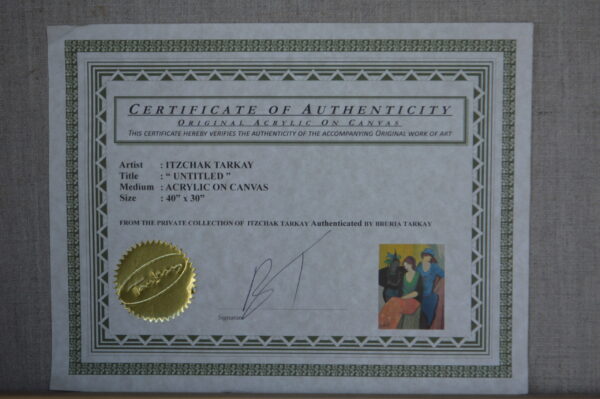 CERTIFICATE OF AUTHENTICITY
ORIGINAL ACRYLIC ON CANVAS
THIS CERTIFICATE HEREBY VERIFIES THE AUTHENTICITY OF THE ACCOMPANYING ORIGINAL WORK OF ART
Artist : ITZCHAK TARKAY
Title : “ UNTITLED ”
Medium : ACRYLIC ON CANVAS
Size : 40” x 30”
FROM THE PRIVATE COLLECTION OF ITZCHAK TARKAY Authenticated BY BRURIA TARKAY
BT
Signature
Tarkay